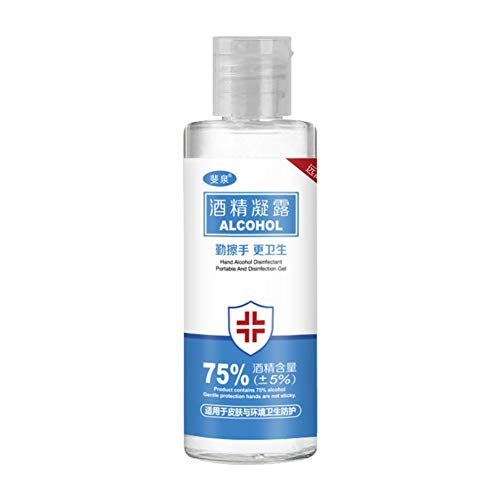 斐泉®
酒精凝露
ALCOHOL
勤擦手 更卫生
Hand Alcohol Disinfectant
Portable And Disinfection Gel
75% 酒精含量
(±5%)
Product contains 75% alcohol
Gentle protection hands are not sticky.
适用于皮肤与环境卫生防护